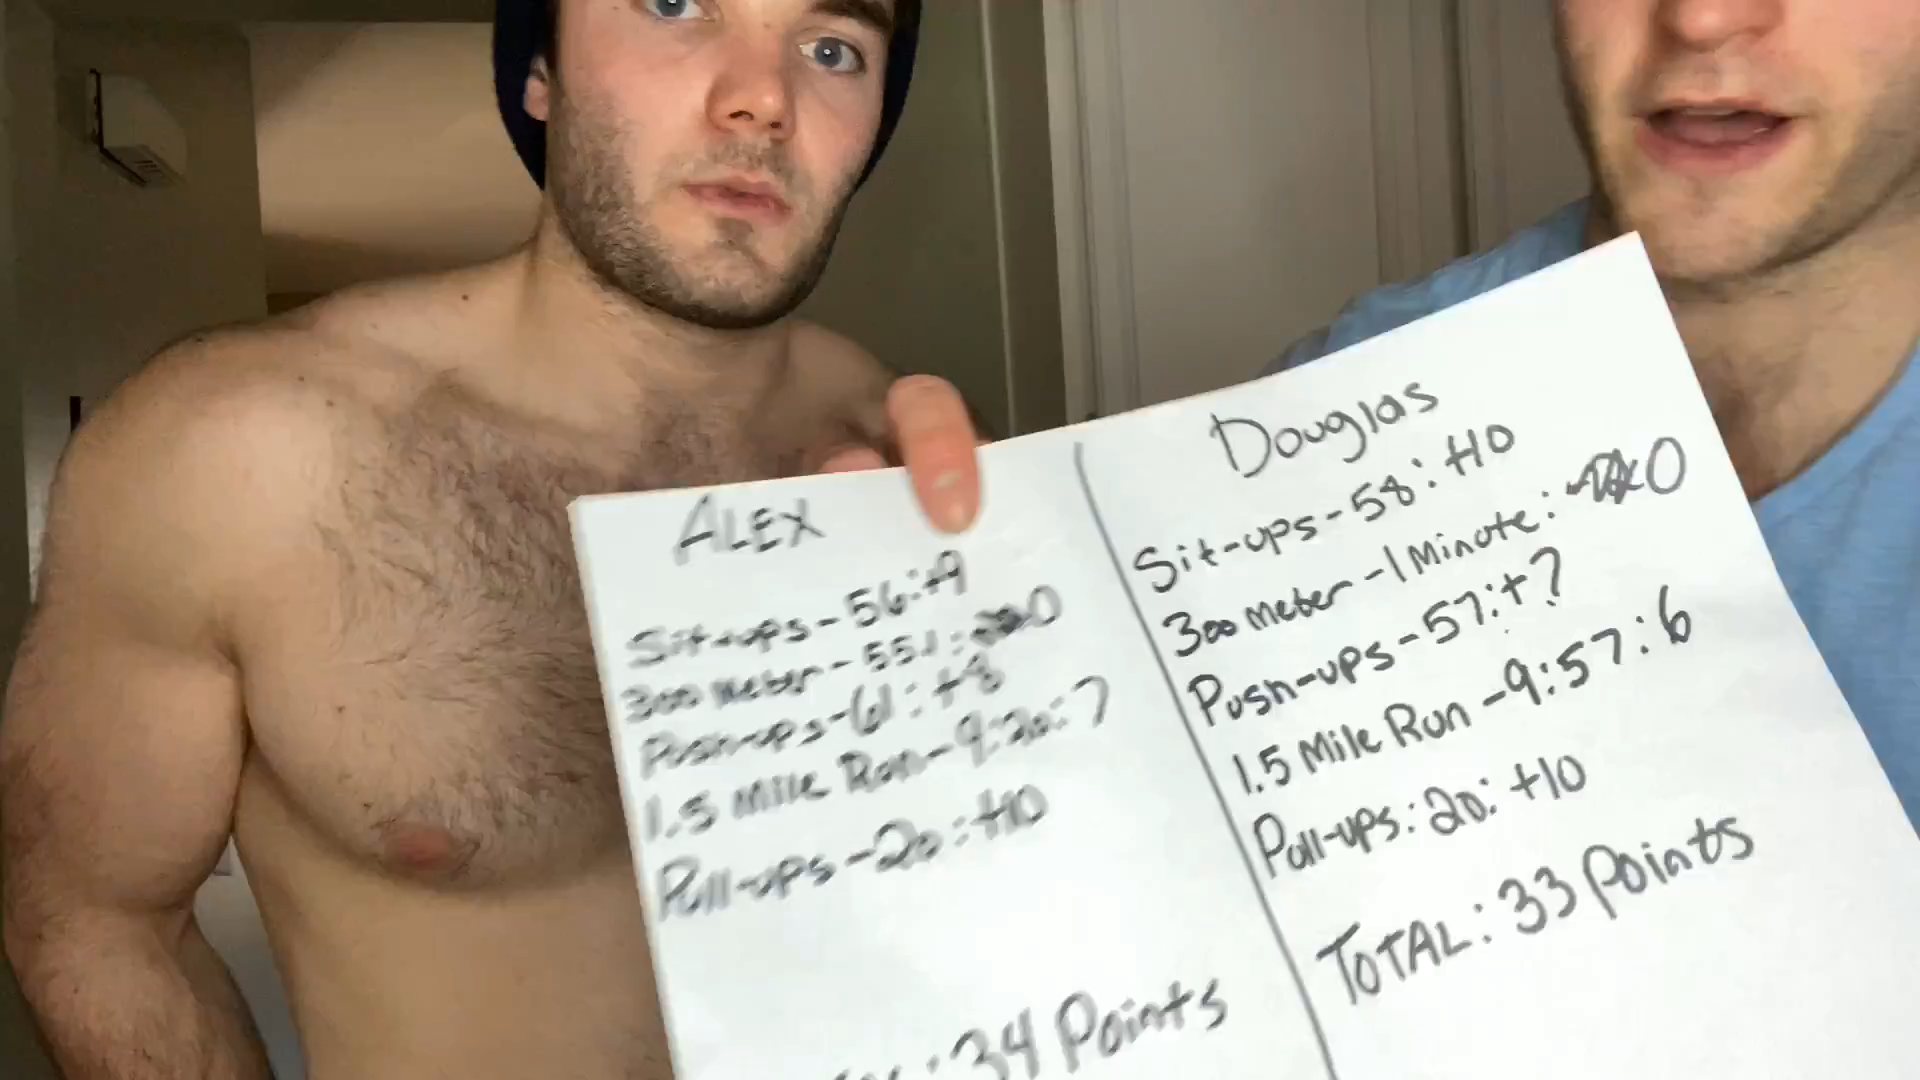 ALEX
Sit-ups - 56: +9
300 meter - 55.1: 0
Push-ups - 61: +8
1.5 Mile Run - 9:20: 7
Pull-ups - 20: +10
34 Points
Douglas
Sit-ups - 58: +10
300 meter - 1 Minute: 0
Push-ups - 57: +7
1.5 Mile Run - 9:57: 6
Pull-ups: 20: +10
TOTAL: 33 Points